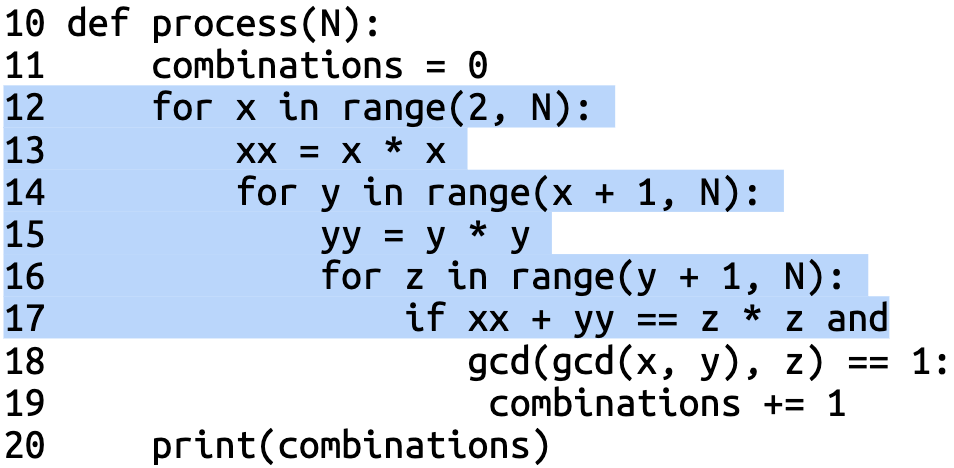 10 def process(N):
11     combinations = 0
12     for x in range(2, N):
13         xx = x * x
14         for y in range(x + 1, N):
15             yy = y * y
16             for z in range(y + 1, N):
17                 if xx + yy == z * z and
18                    gcd(gcd(x, y), z) == 1:
19                     combinations += 1
20     print(combinations)